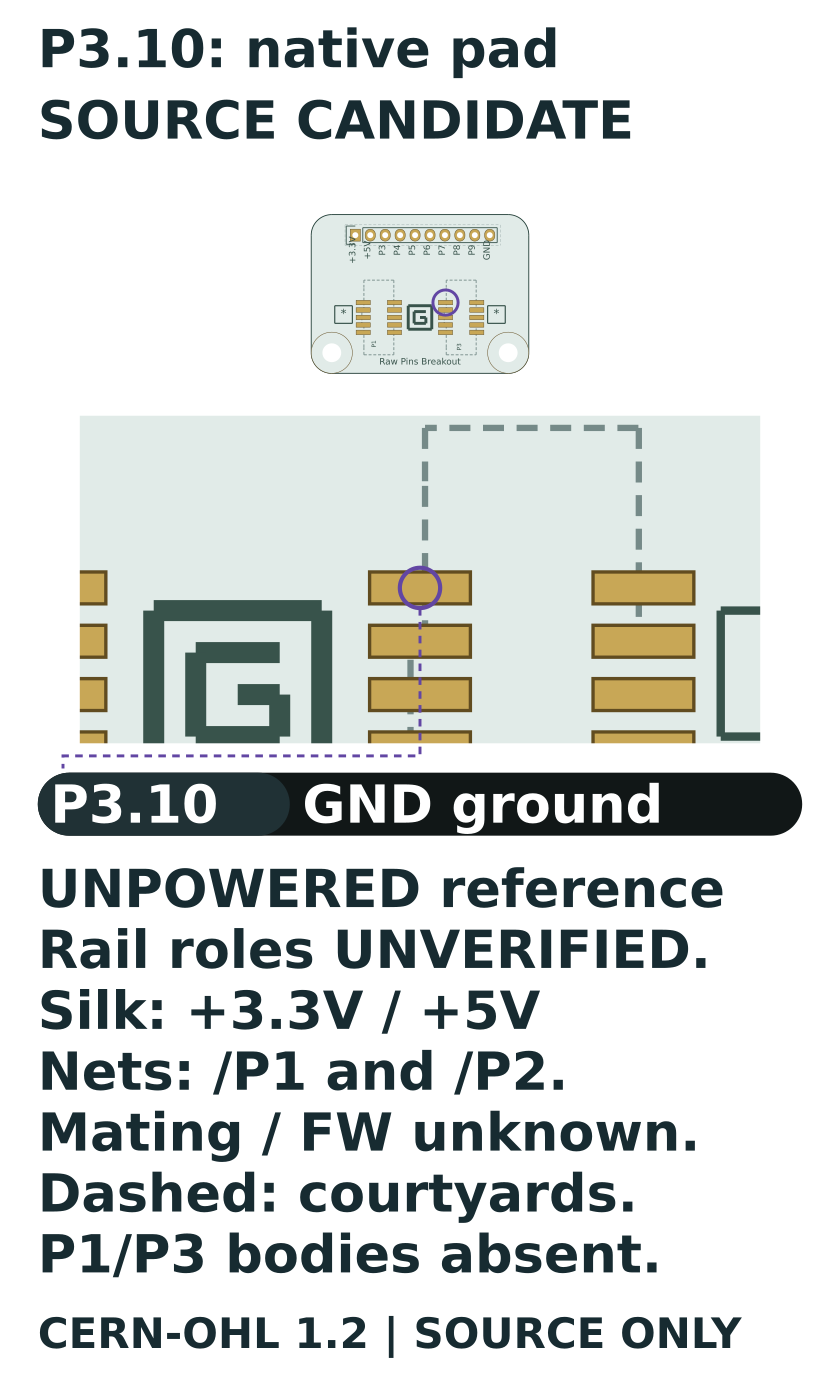 P3.10: native pad
SOURCE CANDIDATE
+3.3V +5V P3 P4 P5 P6 P7 P8 P9 GND
* *
P1 P3
Raw Pins Breakout
P3.10 GND ground
UNPOWERED reference
Rail roles UNVERIFIED.
Silk: +3.3V / +5V
Nets: /P1 and /P2.
Mating / FW unknown.
Dashed: courtyards.
P1/P3 bodies absent.
CERN-OHL 1.2 | SOURCE ONLY